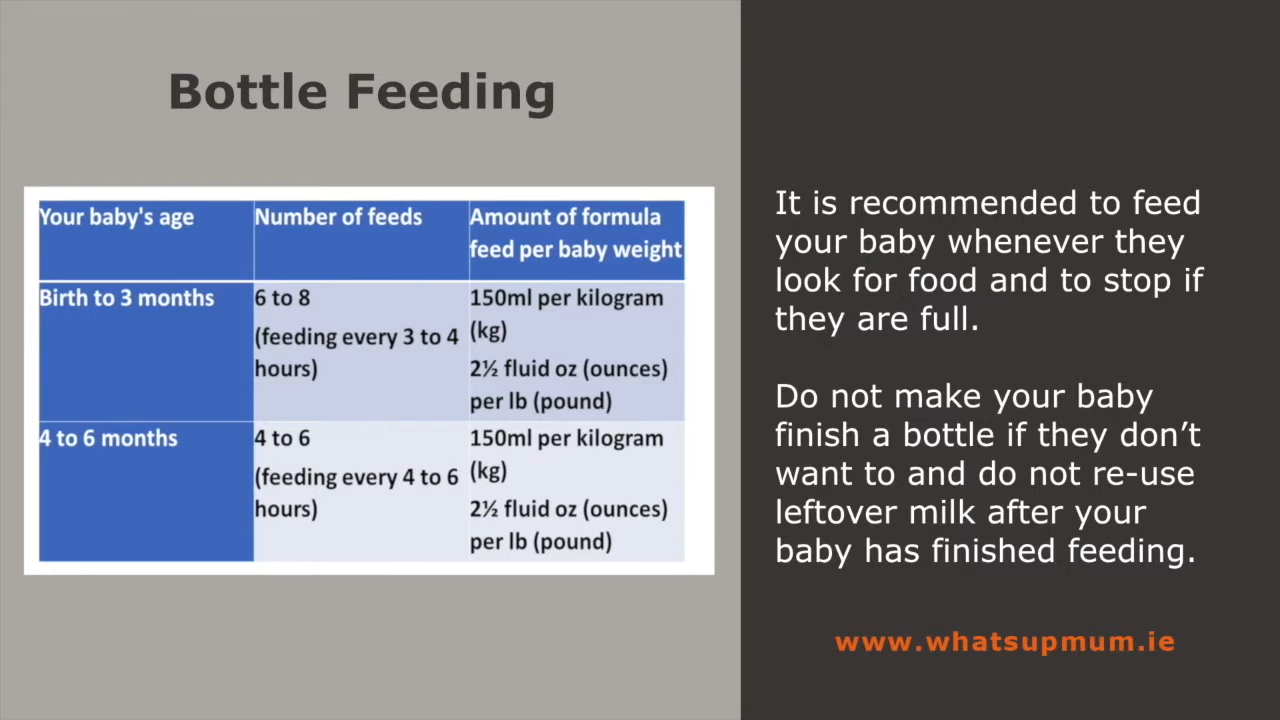 Bottle Feeding
Your baby's age
Number of feeds
Amount of formula
feed per baby weight
Birth to 3 months
6 to 8
(feeding every 3 to 4
hours)
150ml per kilogram
(kg)
2½ fluid oz (ounces)
per lb (pound)
4 to 6 months
4 to 6
(feeding every 4 to 6
hours)
150ml per kilogram
(kg)
2½ fluid oz (ounces)
per lb (pound)
It is recommended to feed
your baby whenever they
look for food and to stop if
they are full.
Do not make your baby
finish a bottle if they don’t
want to and do not re-use
leftover milk after your
baby has finished feeding.
www.whatsupmum.ie